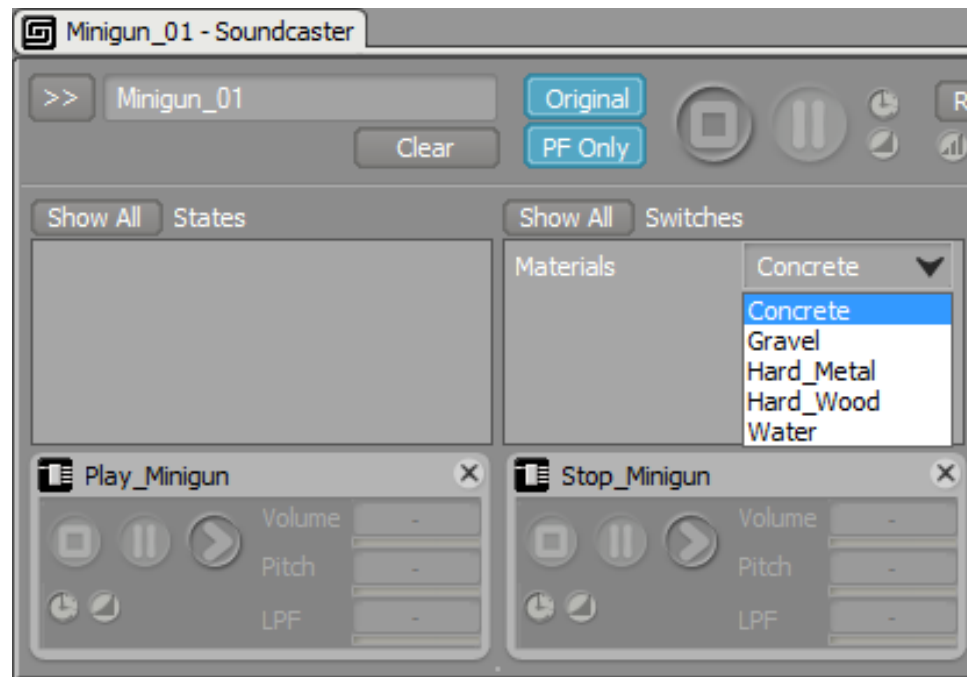 Minigun_01 - Soundcaster
>> Minigun_01 Original R
Clear PF Only
Show All States Show All Switches
Materials Concrete
Concrete
Gravel
Hard_Metal
Hard_Wood
Water
Play_Minigun Stop_Minigun
Volume - Volume -
Pitch - Pitch -
LPF - LPF -